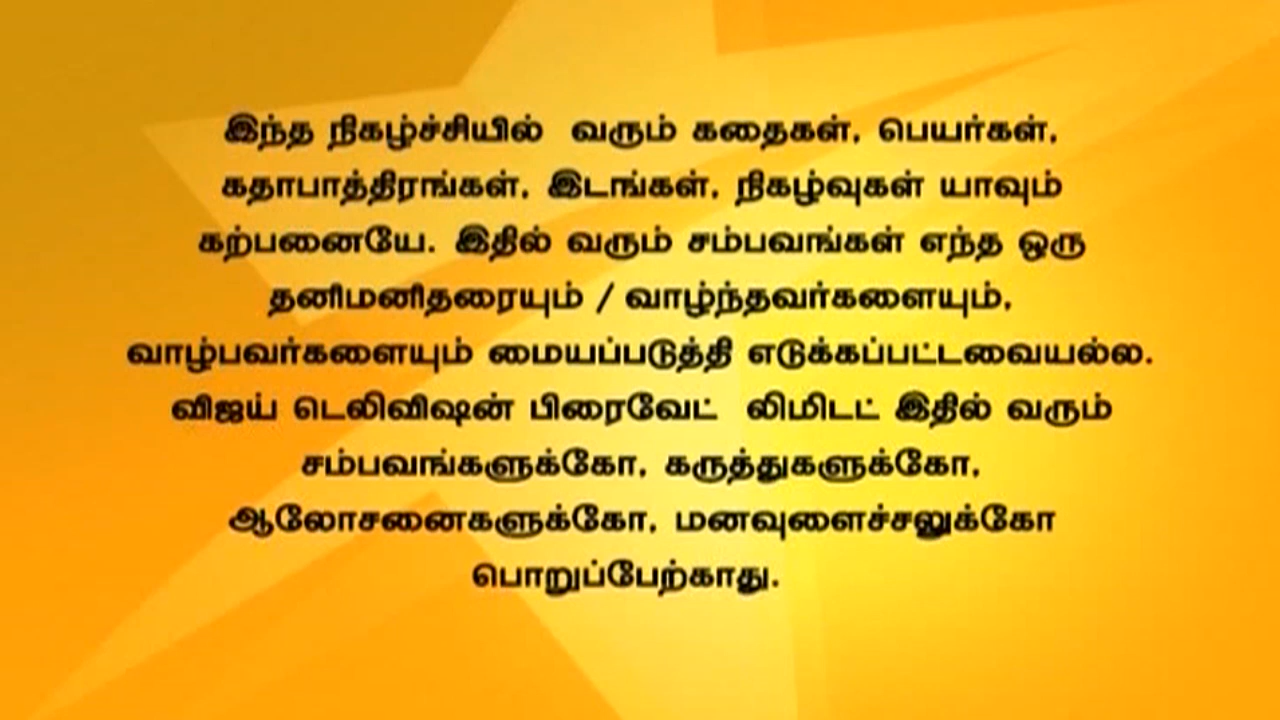 இந்த நிகழ்ச்சியில் வரும் கதைகள், பெயர்கள்,
கதாபாத்திரங்கள், இடங்கள், நிகழ்வுகள் யாவும்
கற்பனையே. இதில் வரும் சம்பவங்கள் எந்த ஒரு
தனிமனிதரையும் / வாழ்ந்தவர்களையும்,
வாழ்பவர்களையும் மையப்படுத்தி எடுக்கப்பட்டவையல்ல.
விஜய் டெலிவிஷன் பிரைவேட் லிமிடட் இதில் வரும்
சம்பவங்களுக்கோ, கருத்துகளுக்கோ,
ஆலோசனைகளுக்கோ, மனவுளைச்சலுக்கோ
பொறுப்பேற்காது.